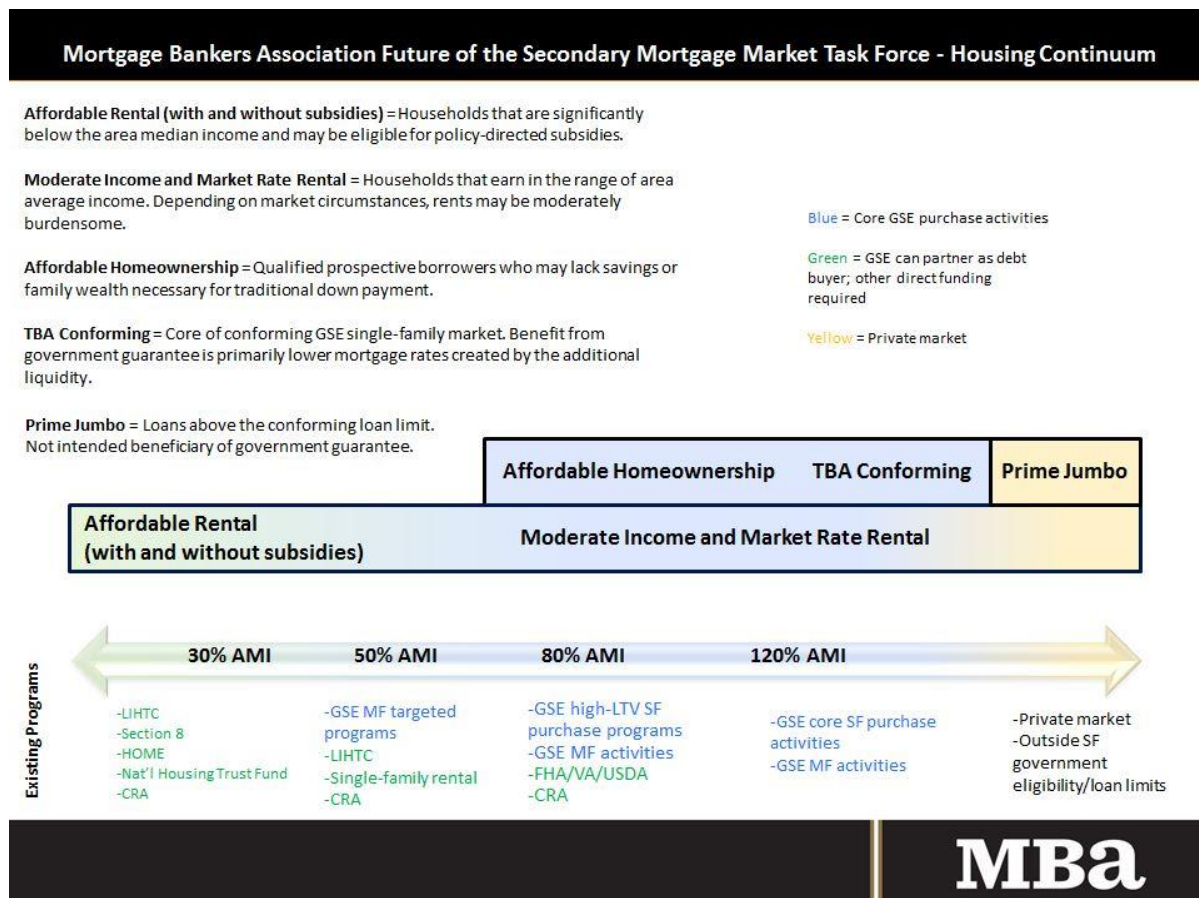 Mortgage Bankers Association Future of the Secondary Mortgage Market Task Force - Housing Continuum
Affordable Rental (with and without subsidies) = Households that are significantly
below the area median income and may be eligible for policy-directed subsidies.
Moderate Income and Market Rate Rental = Households that earn in the range of area
average income. Depending on market circumstances, rents may be moderately
burdensome.
Affordable Homeownership = Qualified prospective borrowers who may lack savings or
family wealth necessary for traditional down payment.
TBA Conforming = Core of conforming GSE single-family market. Benefit from
government guarantee is primarily lower mortgage rates created by the additional
liquidity.
Prime Jumbo = Loans above the conforming loan limit.
Not intended beneficiary of government guarantee.
Blue = Core GSE purchase activities
Green = GSE can partner as debt
buyer; other direct funding
required
Yellow = Private market
Affordable Homeownership
TBA Conforming
Prime Jumbo
Affordable Rental
(with and without subsidies)
Moderate Income and Market Rate Rental
30% AMI
50% AMI
80% AMI
120% AMI
Existing Programs
-LIHTC
-Section 8
-HOME
-Nat'l Housing Trust Fund
-CRA
-GSE MF targeted
programs
-LIHTC
-Single-family rental
-CRA
-GSE high-LTV SF
purchase programs
-GSE MF activities
-FHA/VA/USDA
-CRA
-GSE core SF purchase
activities
-GSE MF activities
-Private market
-Outside SF
government
eligibility/loan limits
MBa